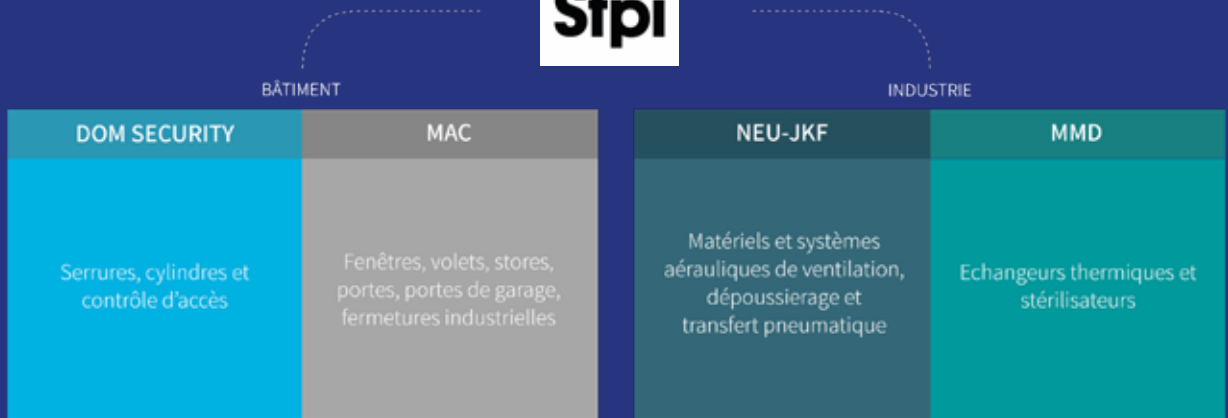 Sfpi
BÂTIMENT
INDUSTRIE
DOM SECURITY
MAC
NEU-JKF
MMD
Serrures, cylindres et
contrôle d'accès
Fenêtres, volets, stores,
portes, portes de garage,
fermetures industrielles
Matériels et systèmes
aérauliques de ventilation,
dépoussierage et
transfert pneumatique
Echangeurs thermiques et
stérilisateurs